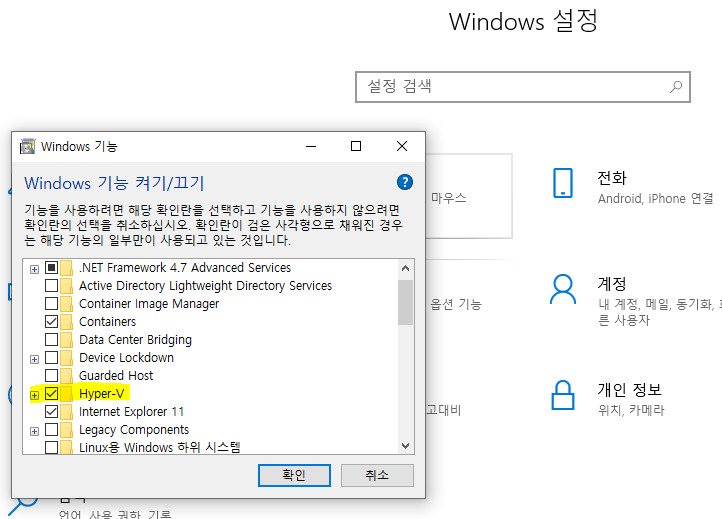 Windows 설정
설정 검색
Windows 기능
Windows 기능 켜기/끄기
?
기능을 사용하려면 해당 확인란을 선택하고 기능을 사용하지 않으려면
확인란의 선택을 취소하십시오. 확인란이 검은 사각형으로 채워진 경우
는 해당 기능의 일부만이 사용되고 있는 것입니다.
.NET Framework 4.7 Advanced Services
Active Directory Lightweight Directory Services
Container Image Manager
Containers
Data Center Bridging
Device Lockdown
Guarded Host
Hyper-V
Internet Explorer 11
Legacy Components
Linux용 Windows 하위 시스템
확인
취소
마우스
전화
Android, iPhone 연결
옵션 기능
계정
내 계정, 메일, 동기화,
른 사용자
고대비
개인 정보
위치, 카메라
언어, 사용 권한, 기록